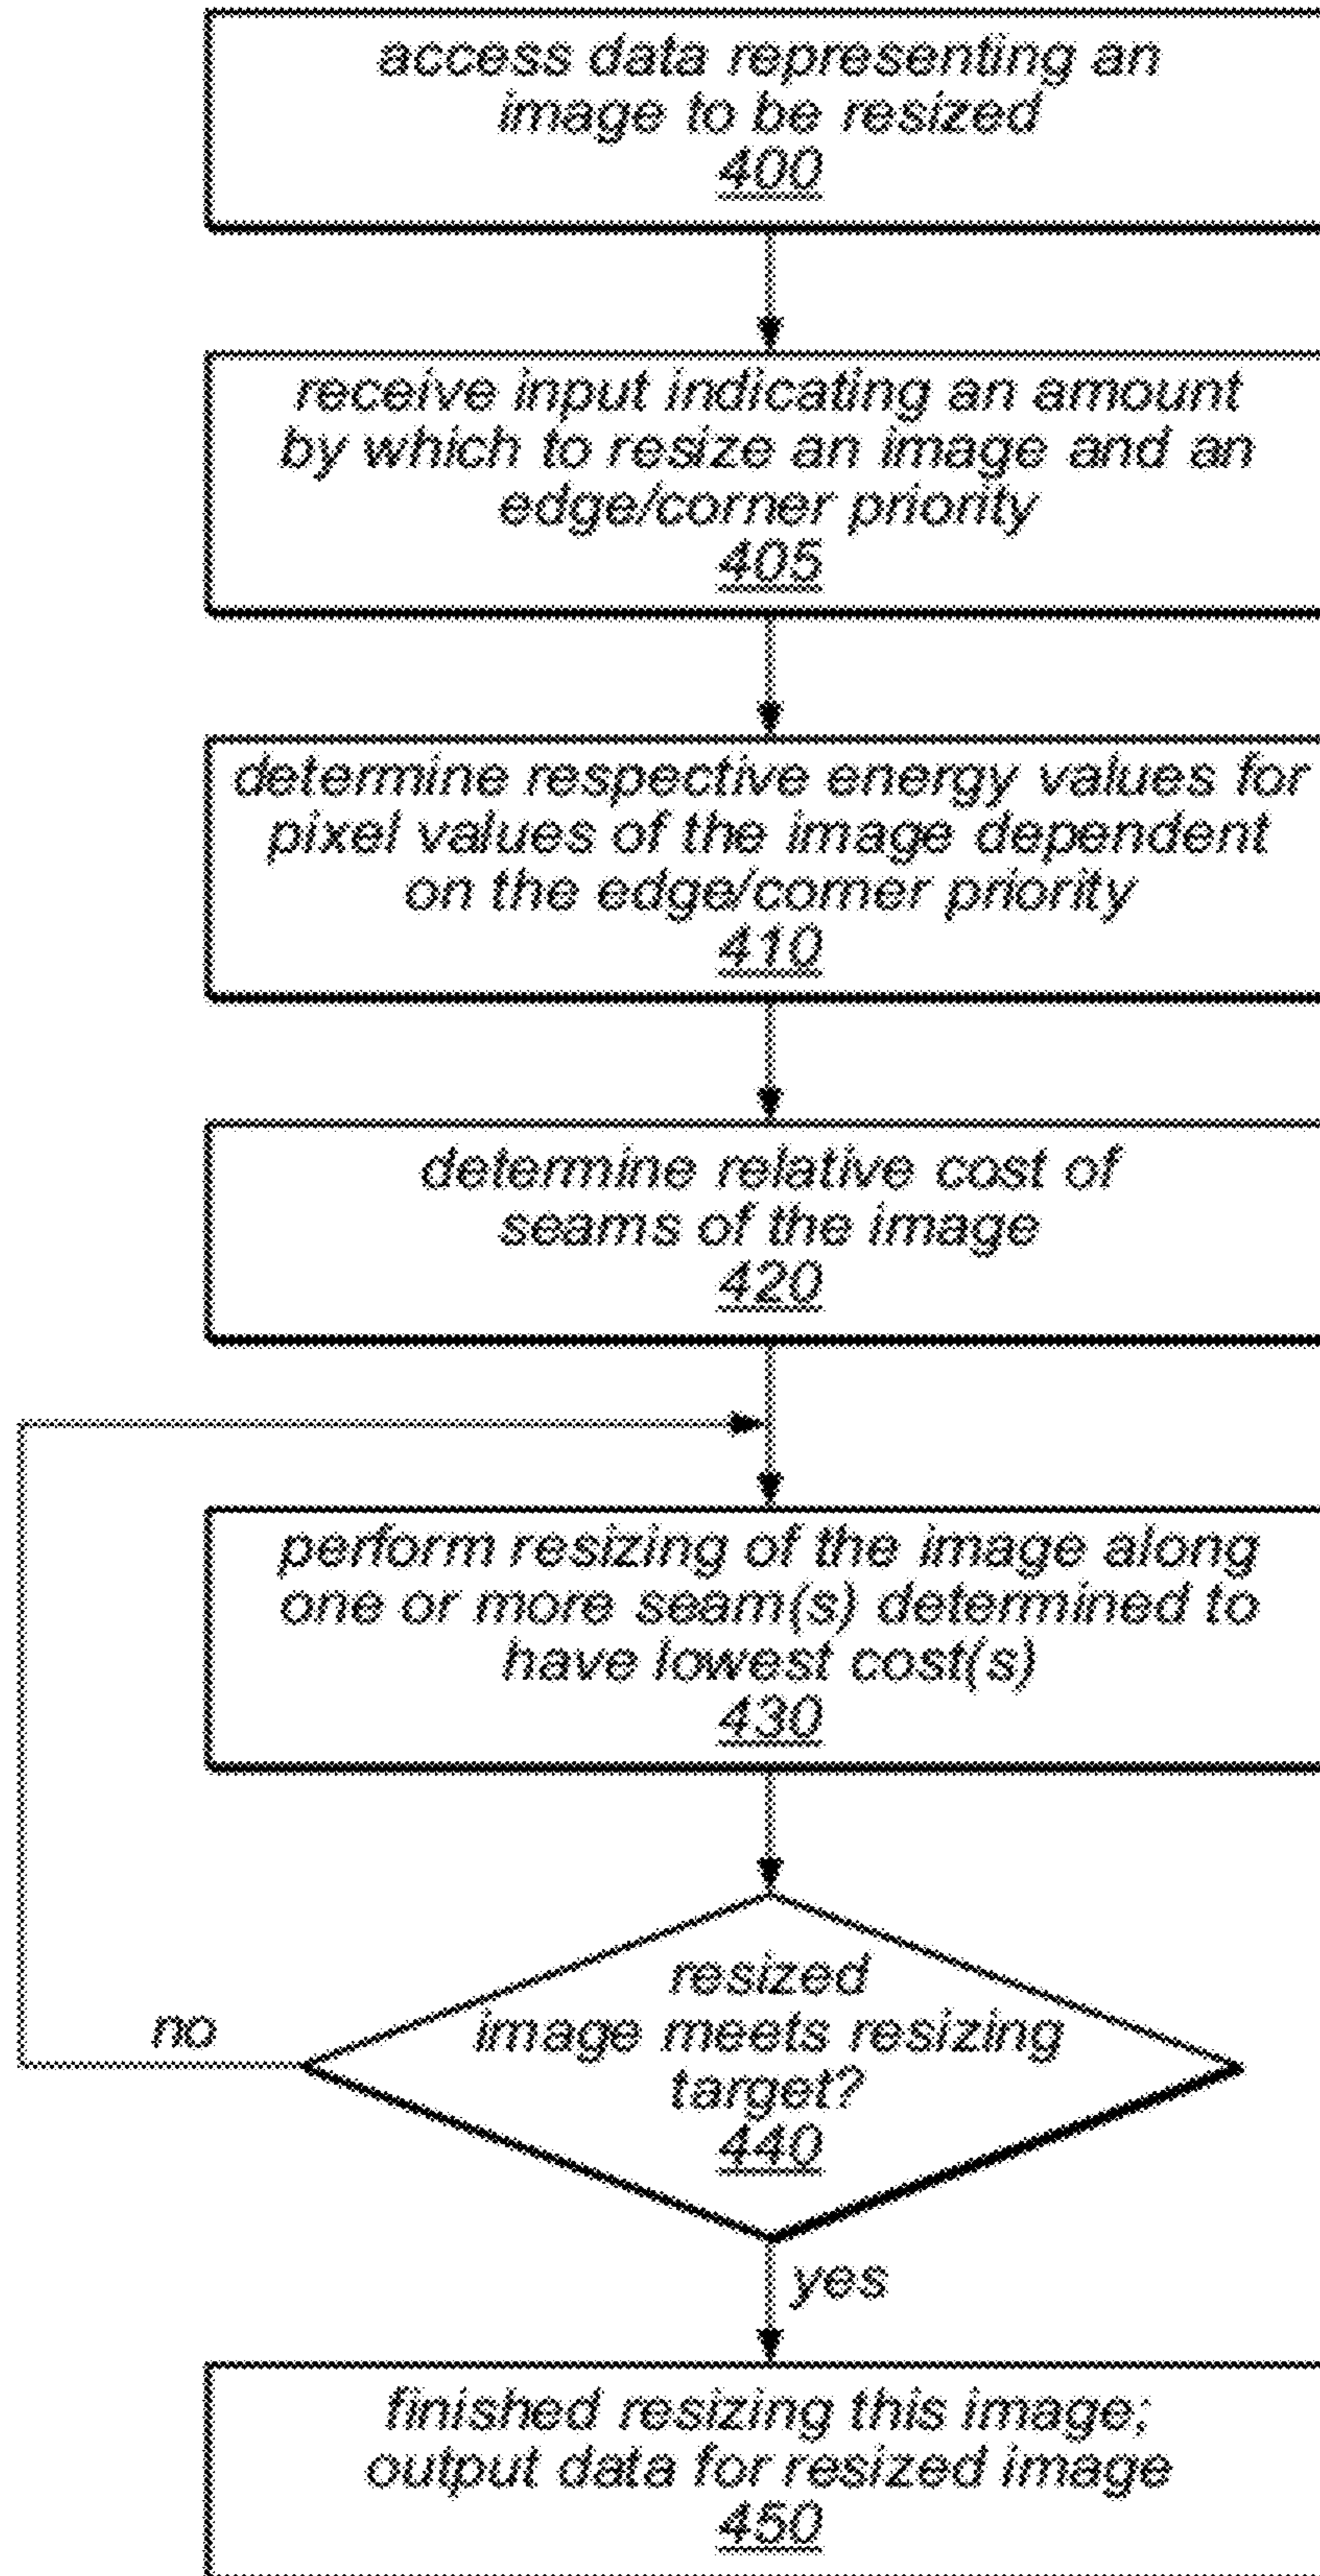 access data representing an
image to be resized
400
receive input indicating an amount
by which to resize an image and an
edge/corner priority
405
determine respective energy values for
pixel values of the image dependent
on the edge/corner priority
410
determine relative cost of
seams of the image
420
perform resizing of the image along
one or more seam(s) determined to
have lowest cost(s)
430
resized
image meets resizing
target?
440
no
yes
finished resizing this image;
output data for resized image
450